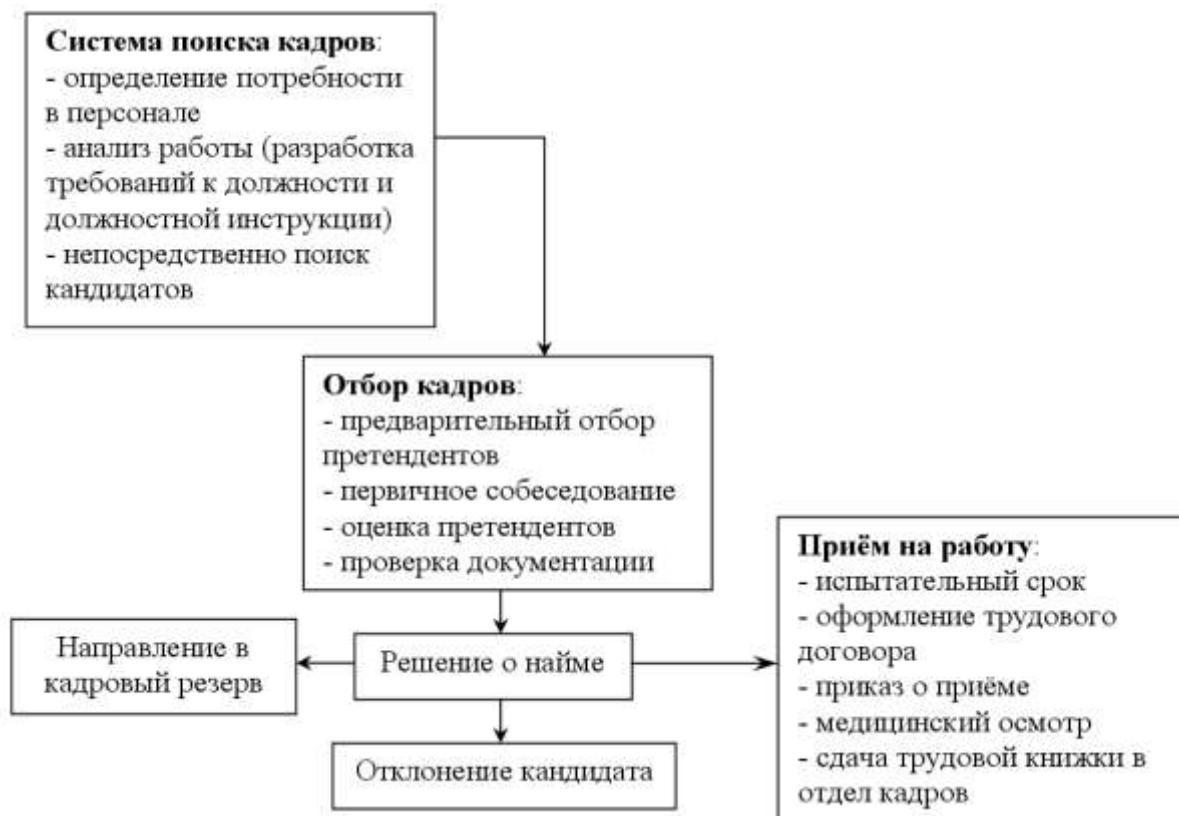 Система поиска кадров:
- определение потребности
в персонале
- анализ работы (разработка
требований к должности и
должностной инструкции)
- непосредственно поиск
кандидатов
Отбор кадров:
- предварительный отбор
претендентов
- первичное собеседование
- оценка претендентов
- проверка документации
Направление в
кадровый резерв
Решение о найме
Отклонение кандидата
Приём на работу:
- испытательный срок
- оформление трудового
договора
- приказ о приёме
- медицинский осмотр
- сдача трудовой книжки в
отдел кадров